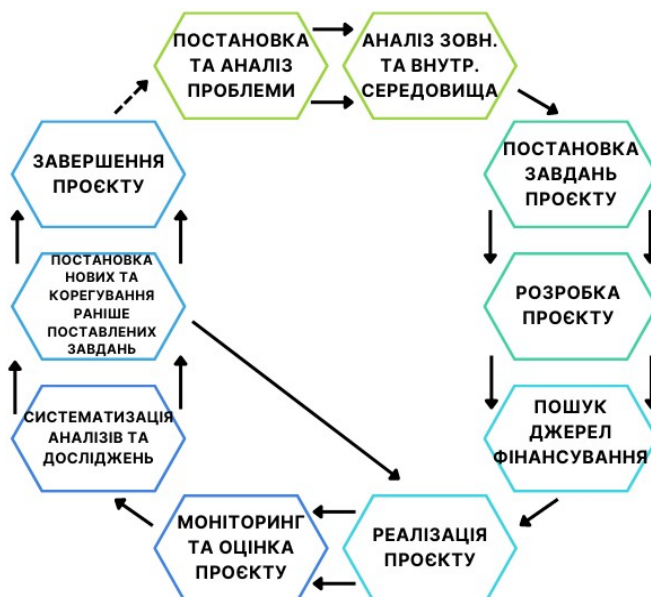 ПОСТАНОВКА
ТА АНАЛІЗ
ПРОБЛЕМИ
АНАЛІЗ ЗОВН.
ТА ВНУТР.
СЕРЕДОВИЩА
ПОСТАНОВКА
ЗАВДАНЬ
ПРОЄКТУ
РОЗРОБКА
ПРОЄКТУ
ПОШУК
ДЖЕРЕЛ
ФІНАНСУВАННЯ
РЕАЛІЗАЦІЯ
ПРОЄКТУ
МОНІТОРИНГ
ТА ОЦІНКА
ПРОЄКТУ
СИСТЕМАТИЗАЦІЯ
АНАЛІЗІВ ТА
ДОСЛІДЖЕНЬ
ПОСТАНОВКА
НОВИХ ТА
КОРЕГУВАННЯ
РАНІШЕ
ПОСТАВЛЕНИХ
ЗАВДАНЬ
ЗАВЕРШЕННЯ
ПРОЄКТУ